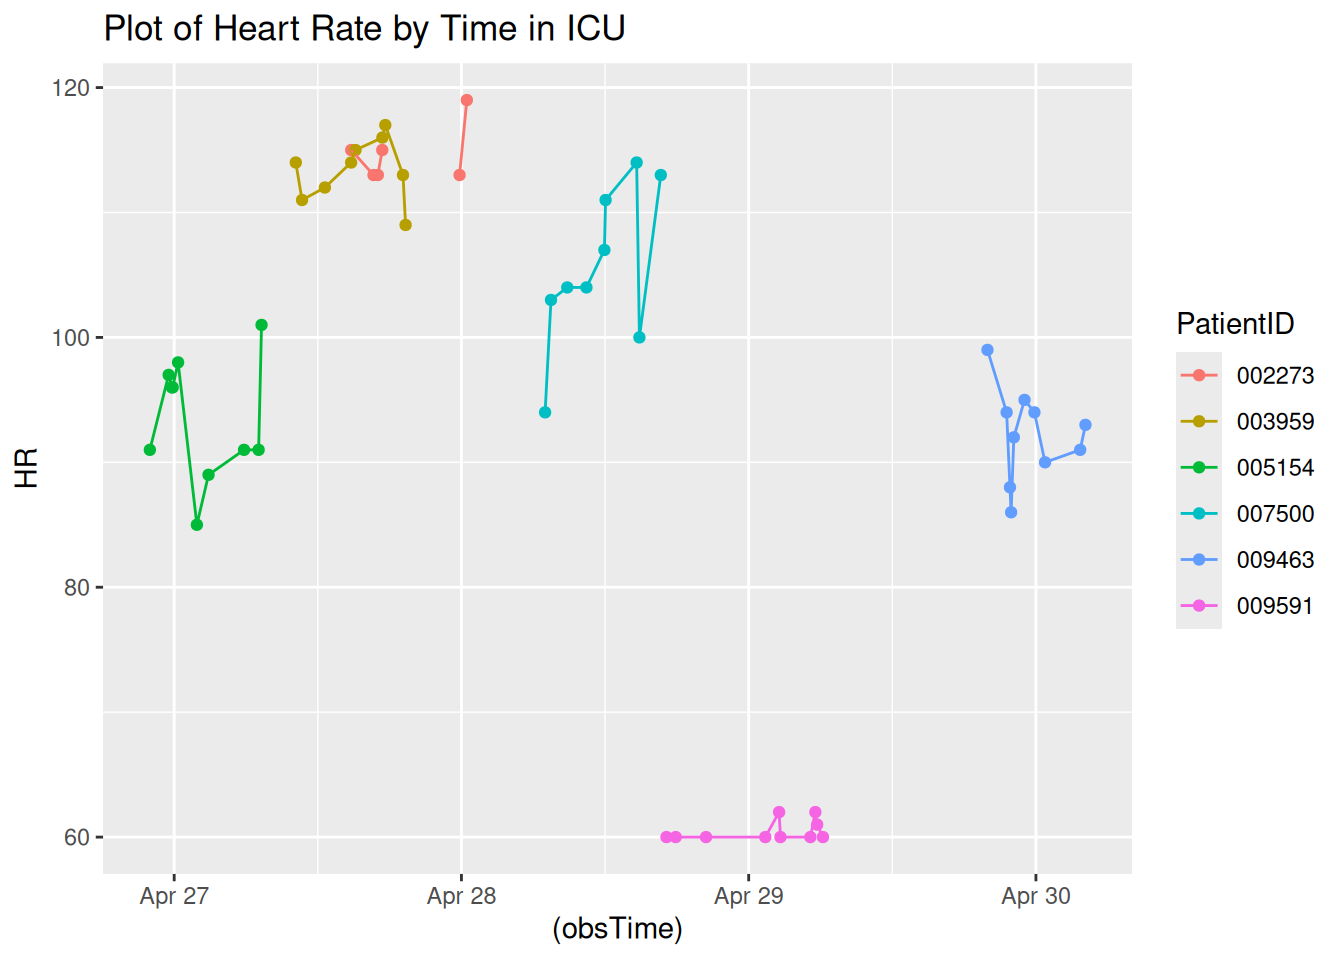 Plot of Heart Rate by Time in ICU
120
100
80
60
HR
Apr 27
Apr 28
Apr 29
Apr 30
(obsTime)
PatientID
002273
003959
005154
007500
009463
009591